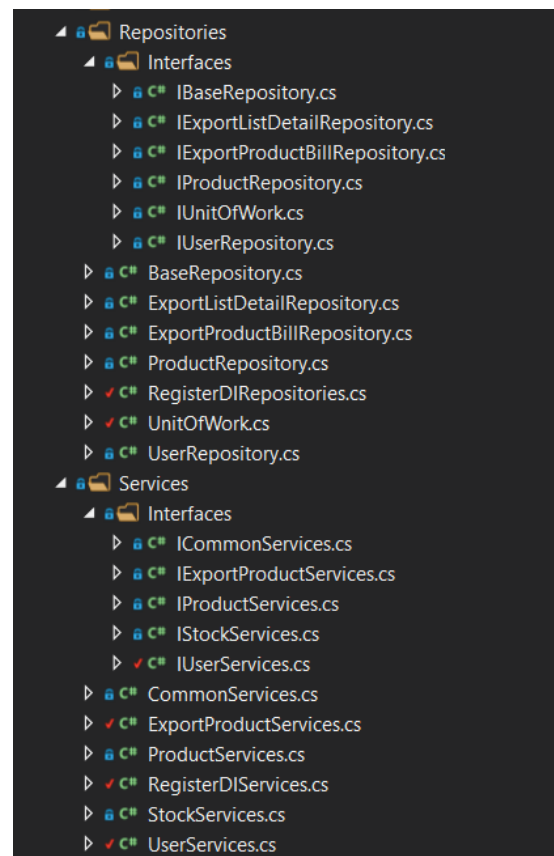 Repositories
Interfaces
C# IBaseRepository.cs
C# IExportListDetailRepository.cs
C# IExportProductBillRepository.cs
C# IProductRepository.cs
C# IUnitOfWork.cs
C# IUserRepository.cs
C# BaseRepository.cs
C# ExportListDetailRepository.cs
C# ExportProductBillRepository.cs
C# ProductRepository.cs
C# RegisterDIRepositories.cs
C# UnitOfWork.cs
C# UserRepository.cs
Services
Interfaces
C# ICommonServices.cs
C# IExportProductServices.cs
C# IProductServices.cs
C# IStockServices.cs
C# IUserServices.cs
C# CommonServices.cs
C# ExportProductServices.cs
C# ProductServices.cs
C# RegisterDIServices.cs
C# StockServices.cs
C# UserServices.cs